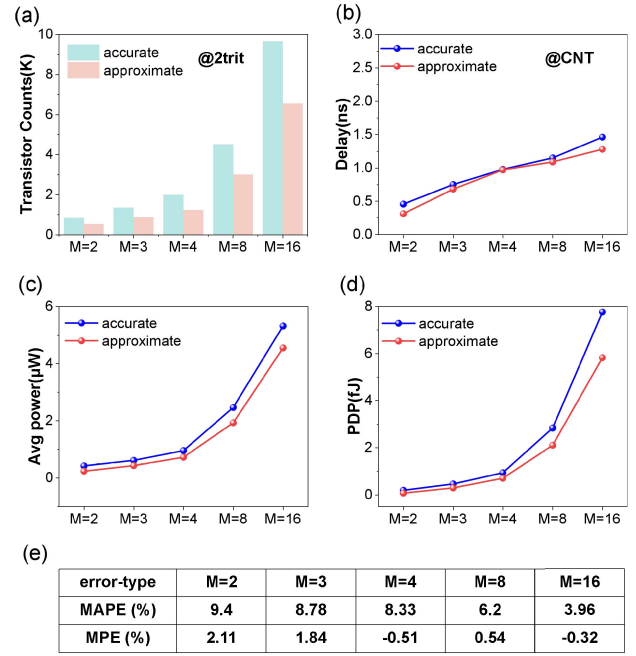 (a)
Transistor Counts(K)
10
8
6
4
2
0
accurate
approximate
@2trit
M=2 M=3 M=4 M=8 M=16
(b)
Delay(ns)
3.0
2.5
2.0
1.5
1.0
0.5
0.0
accurate
approximate
@CNT
M=2 M=3 M=4 M=8 M=16
(c)
Avg power(μW)
6
4
2
0
accurate
approximate
M=2 M=3 M=4 M=8 M=16
(d)
PDP(fJ)
8
6
4
2
0
accurate
approximate
M=2 M=3 M=4 M=8 M=16
(e)
error-type M=2 M=3 M=4 M=8 M=16
MAPE (%) 9.4 8.78 8.33 6.2 3.96
MPE (%) 2.11 1.84 -0.51 0.54 -0.32